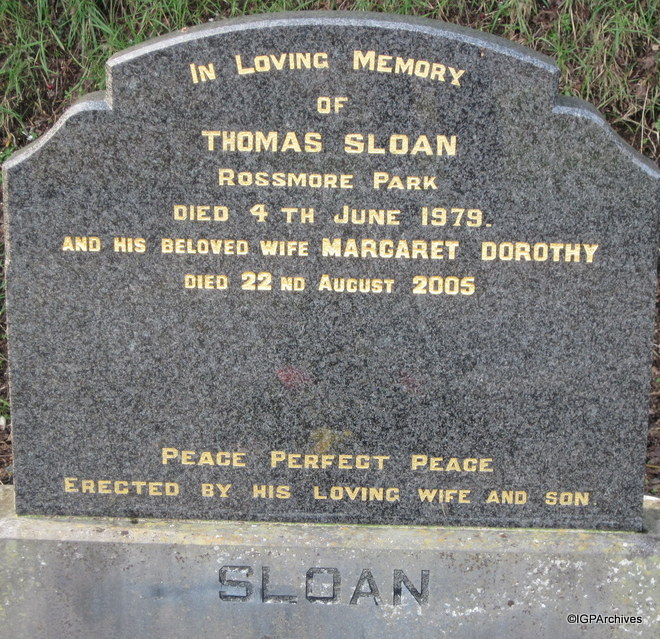 In Loving Memory
OF
THOMAS SLOAN
Rossmore Park
DIED 4 TH June 1979.
AND HIS BELOVED WIFE MARGARET DOROTHY
DIED 22 ND August 2005
Peace Perfect Peace
Erected by his loving wife and son
SLOAN
©IGPArchives